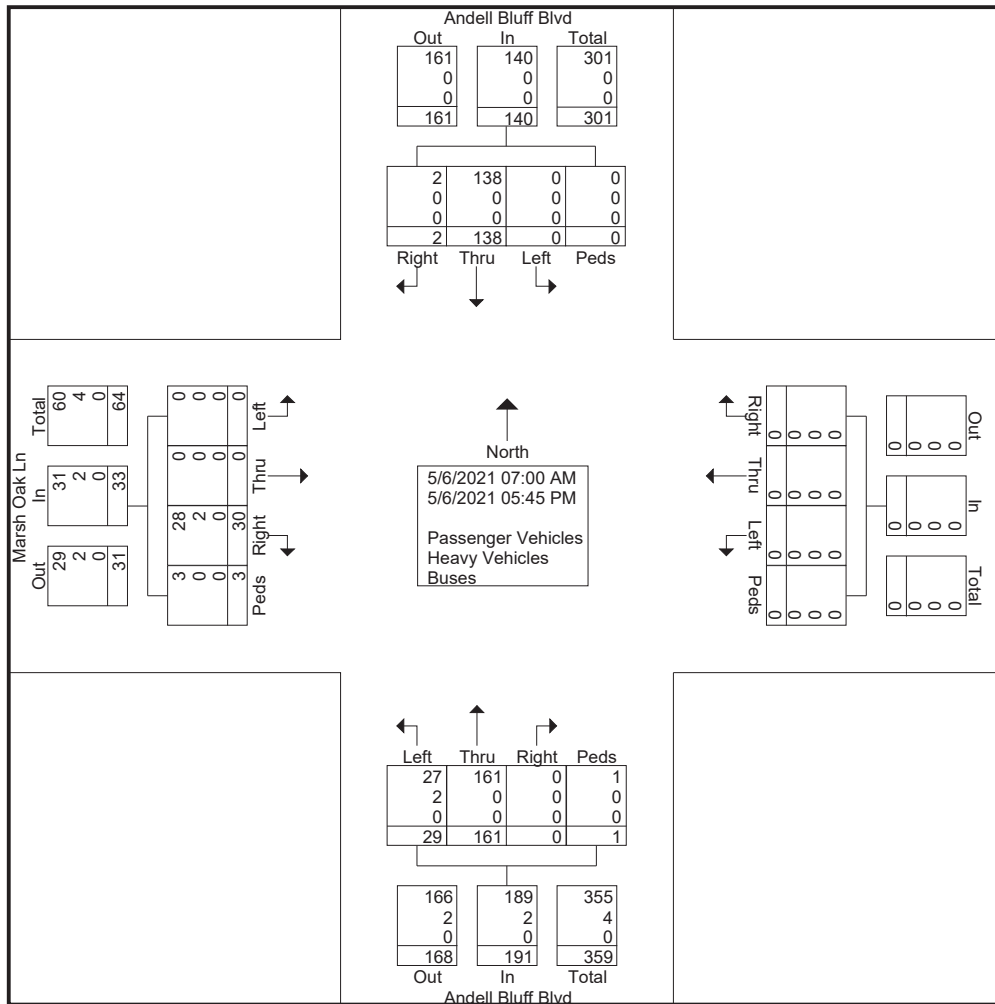 Andell Bluff Blvd
Out In Total
161 140 301
0 0 0
0 0 0
161 140 301
2 138 0 0
0 0 0 0
0 0 0 0
2 138 0 0
Right Thru Left Peds
Marsh Oak Ln
Total
60 4 0 64
In
31 2 0 33
Out
29 2 0 31
0 0 0 0
Left
0 0 0 0
Thru
28 2 0 30
Right
3 0 0 3
Peds
North
5/6/2021 07:00 AM
5/6/2021 05:45 PM
Passenger Vehicles
Heavy Vehicles
Buses
Right
0 0 0 0
Thru
0 0 0 0
Left
0 0 0 0
Peds
0 0 0 0
Out
0 0 0 0
In
0 0 0 0
Total
0 0 0 0
Left Thru Right Peds
27 161 0 1
2 0 0 0
0 0 0 0
29 161 0 1
166 189 355
2 2 4
0 0 0
168 191 359
Out In Total
Andell Bluff Blvd